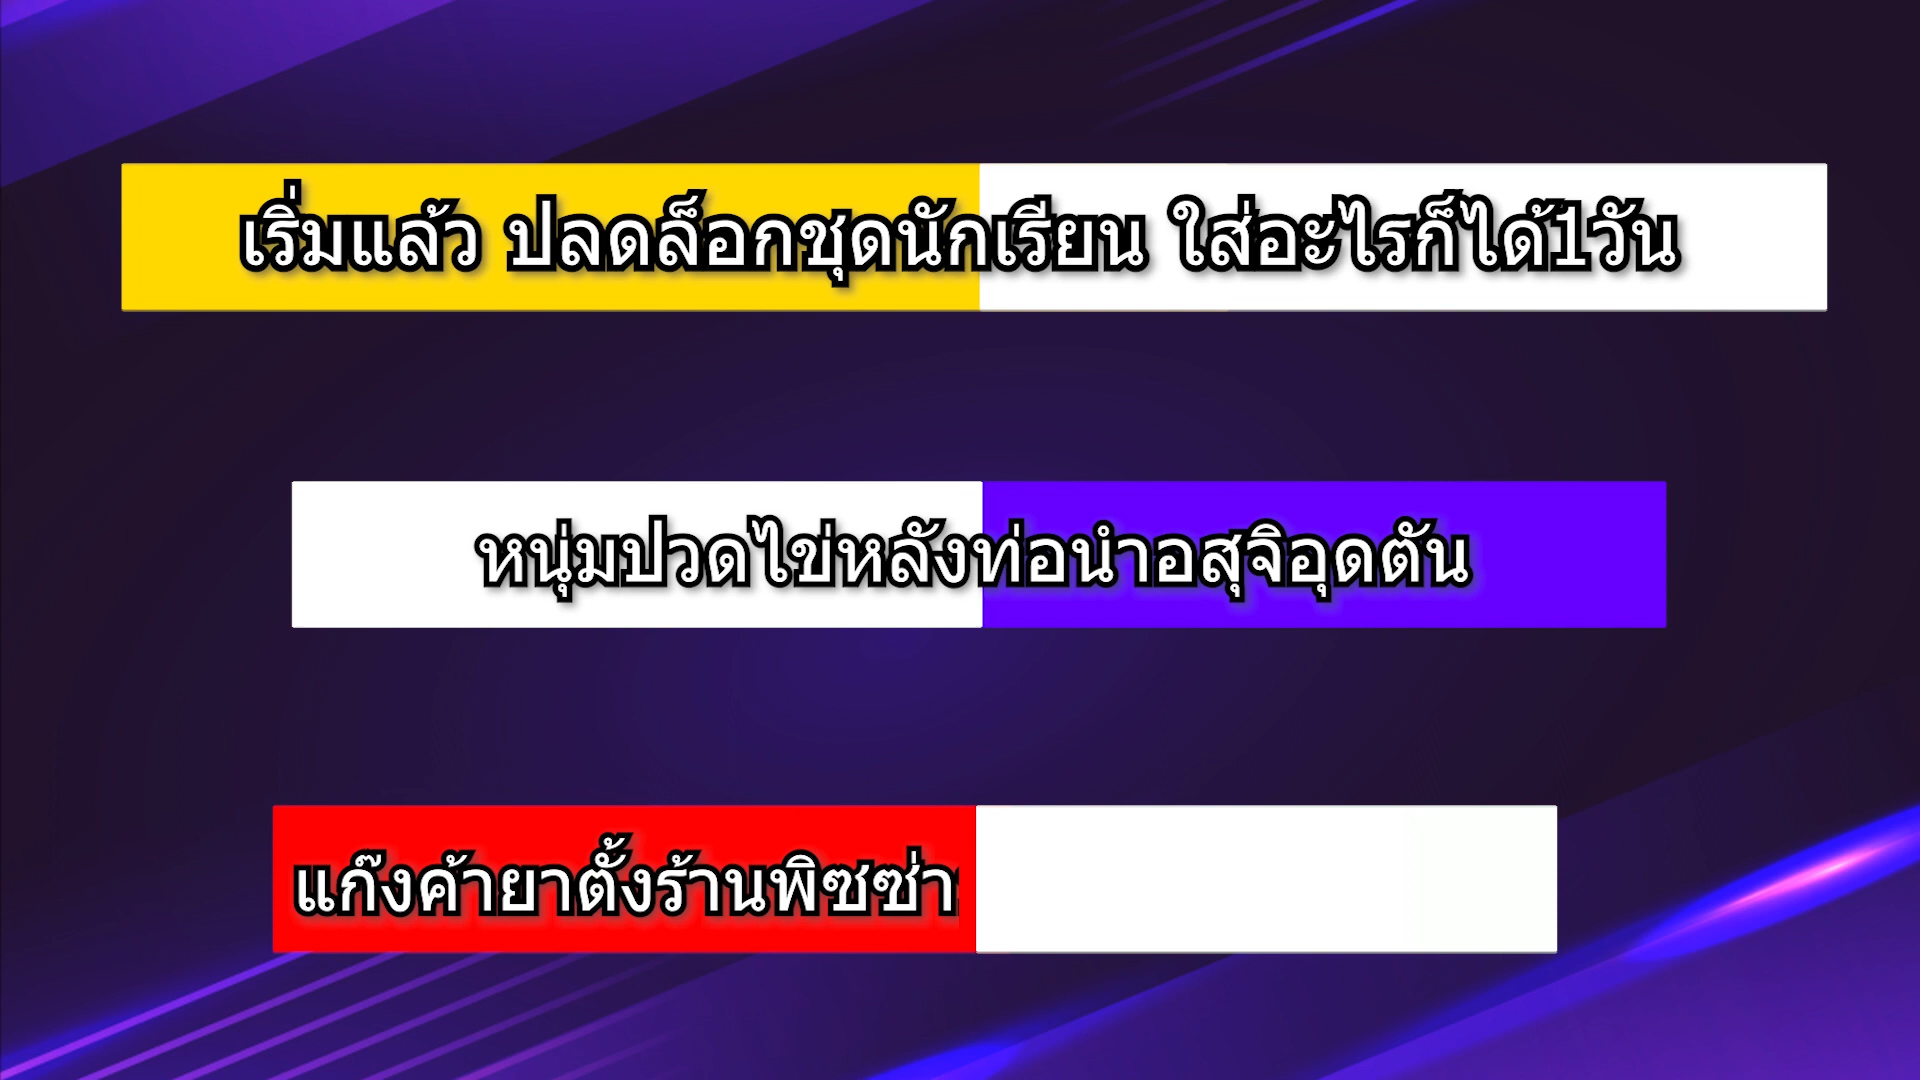 เริ่มแล้ว ปลดล็อกชุดนักเรียน ใส่อะไรก็ได้1วัน
หนุ่มปวดไข่หลังท่อนำอสุจิอุดตัน
แก๊งค้ายาตั้งร้านพิซซ่า